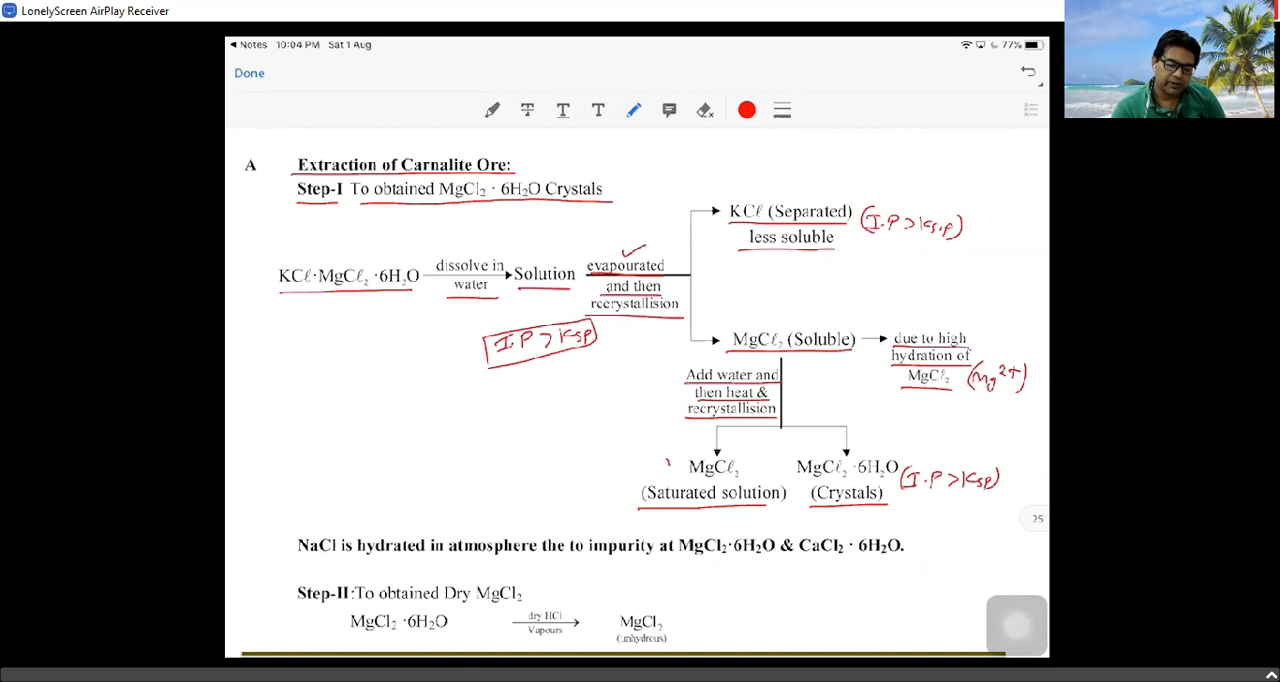 LonelyScreen AirPlay Receiver
Notes 10:04 PM Sat 1 Aug 77%
Done
T T T
A Extraction of Carnalite Ore:
Step-I To obtained MgCl₂ · 6H₂O Crystals
KCℓ (Separated) (I.P > Ks.p)
less soluble
KCℓ·MgCℓ₂ ·6H₂O dissolve in water Solution evapourated and then recrystallision
I.P > Ksp
MgCℓ₂ (Soluble) due to high
hydration of
MgCℓ₂ (Mg²⁺)
Add water and
then heat &
recrystallision
MgCℓ₂ MgCℓ₂ ·6H₂O (I.P > Ksp)
(Saturated solution) (Crystals)
25
NaCl is hydrated in atmosphere the to impurity at MgCl₂·6H₂O & CaCl₂ · 6H₂O.
Step-II:To obtained Dry MgCl₂
MgCl₂ ·6H₂O dry HCl Vapours MgCl₂
(unhydrous)